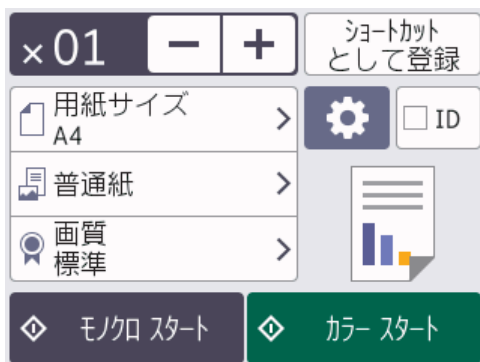 ×01 − +
ショートカット
として登録
用紙サイズ
A4
ID
普通紙
画質
標準
モノクロ スタート
カラー スタート